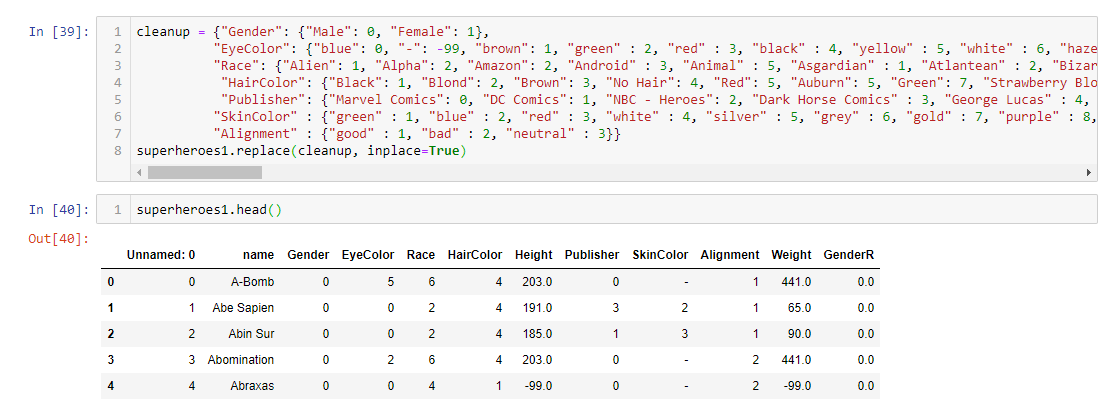 In [39]:
1 cleanup = {"Gender": {"Male": 0, "Female": 1},
2 "EyeColor": {"blue": 0, "-": -99, "brown": 1, "green" : 2, "red" : 3, "black" : 4, "yellow" : 5, "white" : 6, "haze
3 "Race": {"Alien": 1, "Alpha": 2, "Amazon": 2, "Android" : 3, "Animal" : 5, "Asgardian" : 1, "Atlantean" : 2, "Bizar
4 "HairColor": {"Black": 1, "Blond": 2, "Brown": 3, "No Hair": 4, "Red": 5, "Auburn": 5, "Green": 7, "Strawberry Blo
5 "Publisher": {"Marvel Comics": 0, "DC Comics": 1, "NBC - Heroes": 2, "Dark Horse Comics" : 3, "George Lucas" : 4,
6 "SkinColor" : {"green" : 1, "blue" : 2, "red" : 3, "white" : 4, "silver" : 5, "grey" : 6, "gold" : 7, "purple" : 8,
7 "Alignment" : {"good" : 1, "bad" : 2, "neutral" : 3}}
8 superheroes1.replace(cleanup, inplace=True)
In [40]:
1 superheroes1.head()
Out[40]:
Unnamed: 0 name Gender EyeColor Race HairColor Height Publisher SkinColor Alignment Weight GenderR
0 0 A-Bomb 0 5 6 4 203.0 0 - 1 441.0 0.0
1 1 Abe Sapien 0 0 2 4 191.0 3 2 1 65.0 0.0
2 2 Abin Sur 0 0 2 4 185.0 1 3 1 90.0 0.0
3 3 Abomination 0 2 6 4 203.0 0 - 2 441.0 0.0
4 4 Abraxas 0 0 4 1 -99.0 0 - 2 -99.0 0.0